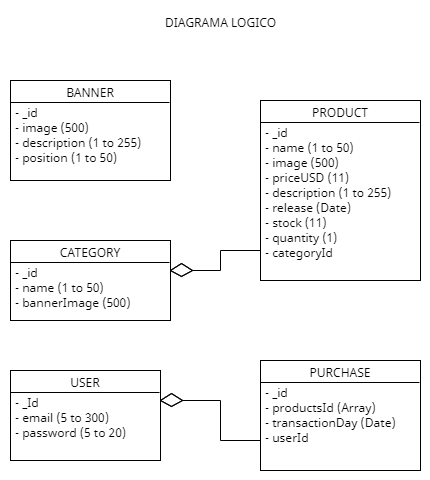 DIAGRAMA LOGICO
BANNER
- _id
- image (500)
- description (1 to 255)
- position (1 to 50)
PRODUCT
- _id
- name (1 to 50)
- image (500)
- priceUSD (11)
- description (1 to 255)
- release (Date)
- stock (11)
- quantity (1)
- categoryId
CATEGORY
- _id
- name (1 to 50)
- bannerImage (500)
USER
- _Id
- email (5 to 300)
- password (5 to 20)
PURCHASE
- _id
- productsId (Array)
- transactionDay (Date)
- userId